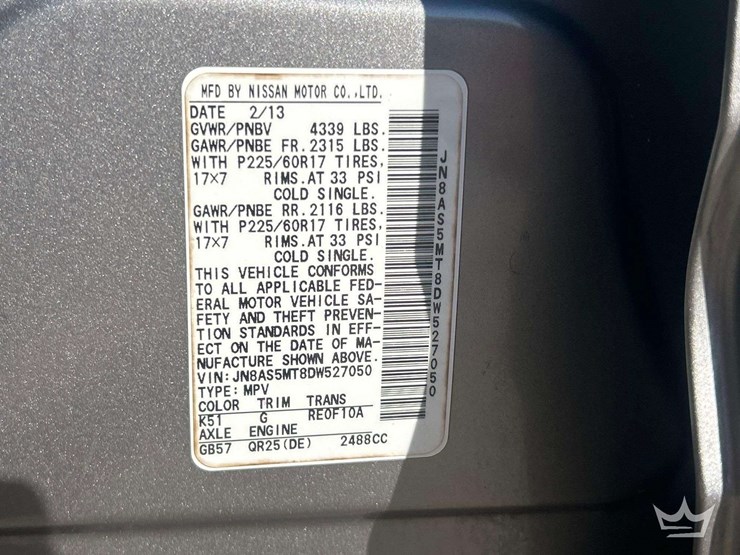 MFD BY NISSAN MOTOR CO.,LTD.
DATE 2/13
GVWR/PNBV 4339 LBS.
GAWR/PNBE FR. 2315 LBS.
WITH P225/60R17 TIRES,
17×7 RIMS. AT 33 PSI
COLD SINGLE.
GAWR/PNBE RR. 2116 LBS.
WITH P225/60R17 TIRES,
17×7 RIMS. AT 33 PSI
COLD SINGLE.
THIS VEHICLE CONFORMS
TO ALL APPLICABLE FED-
ERAL MOTOR VEHICLE SA-
FETY AND THEFT PREVEN-
TION STANDARDS IN EFF-
ECT ON THE DATE OF MA-
NUFACTURE SHOWN ABOVE.
VIN: JN8AS5MT8DW527050
TYPE: MPV
COLOR TRIM TRANS
K51 G RE0F10A
AXLE ENGINE
GB57 QR25(DE) 2488CC
JN8AS5MT8DW527050